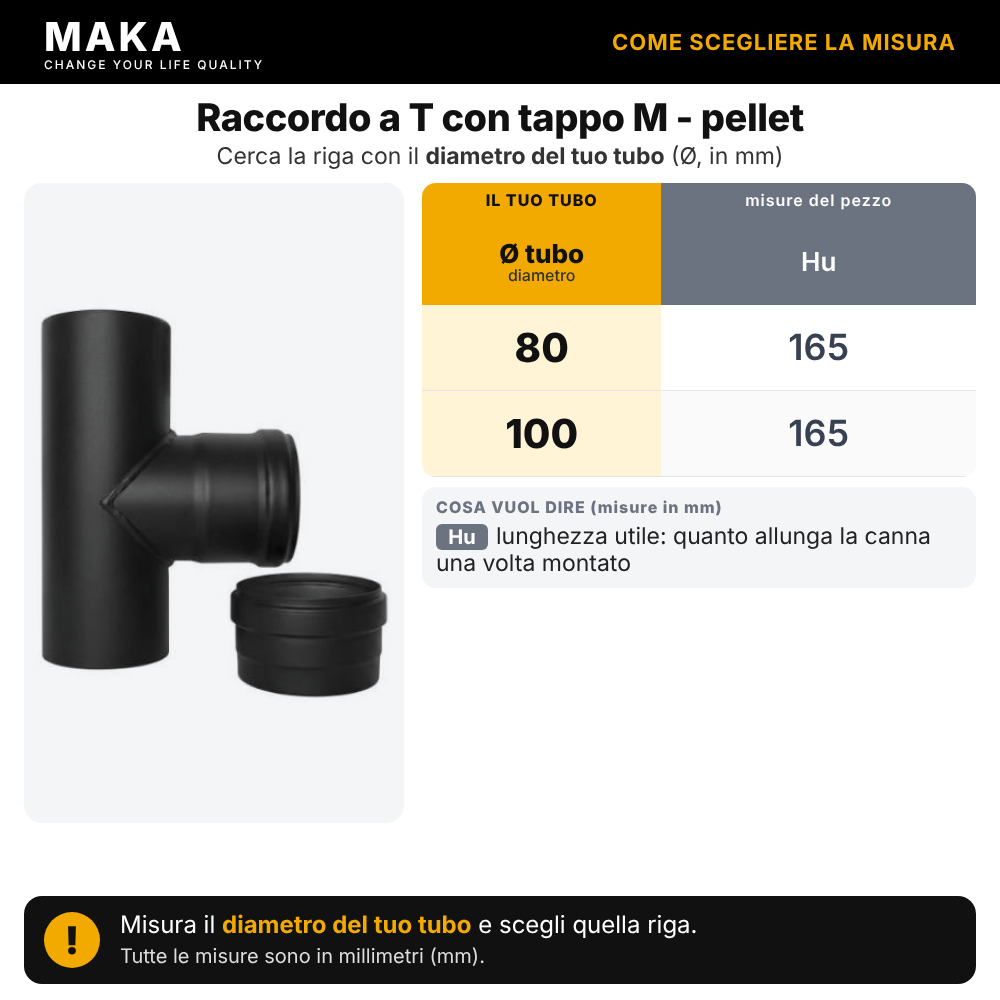 MAKA
CHANGE YOUR LIFE QUALITY
COME SCEGLIERE LA MISURA
Raccordo a T con tappo M - pellet
Cerca la riga con il diametro del tuo tubo (Ø, in mm)
IL TUO TUBO
misure del pezzo
Ø tubo
diametro
Hu
80
165
100
165
COSA VUOL DIRE (misure in mm)
Hu lunghezza utile: quanto allunga la canna
una volta montato
! Misura il diametro del tuo tubo e scegli quella riga.
Tutte le misure sono in millimetri (mm).